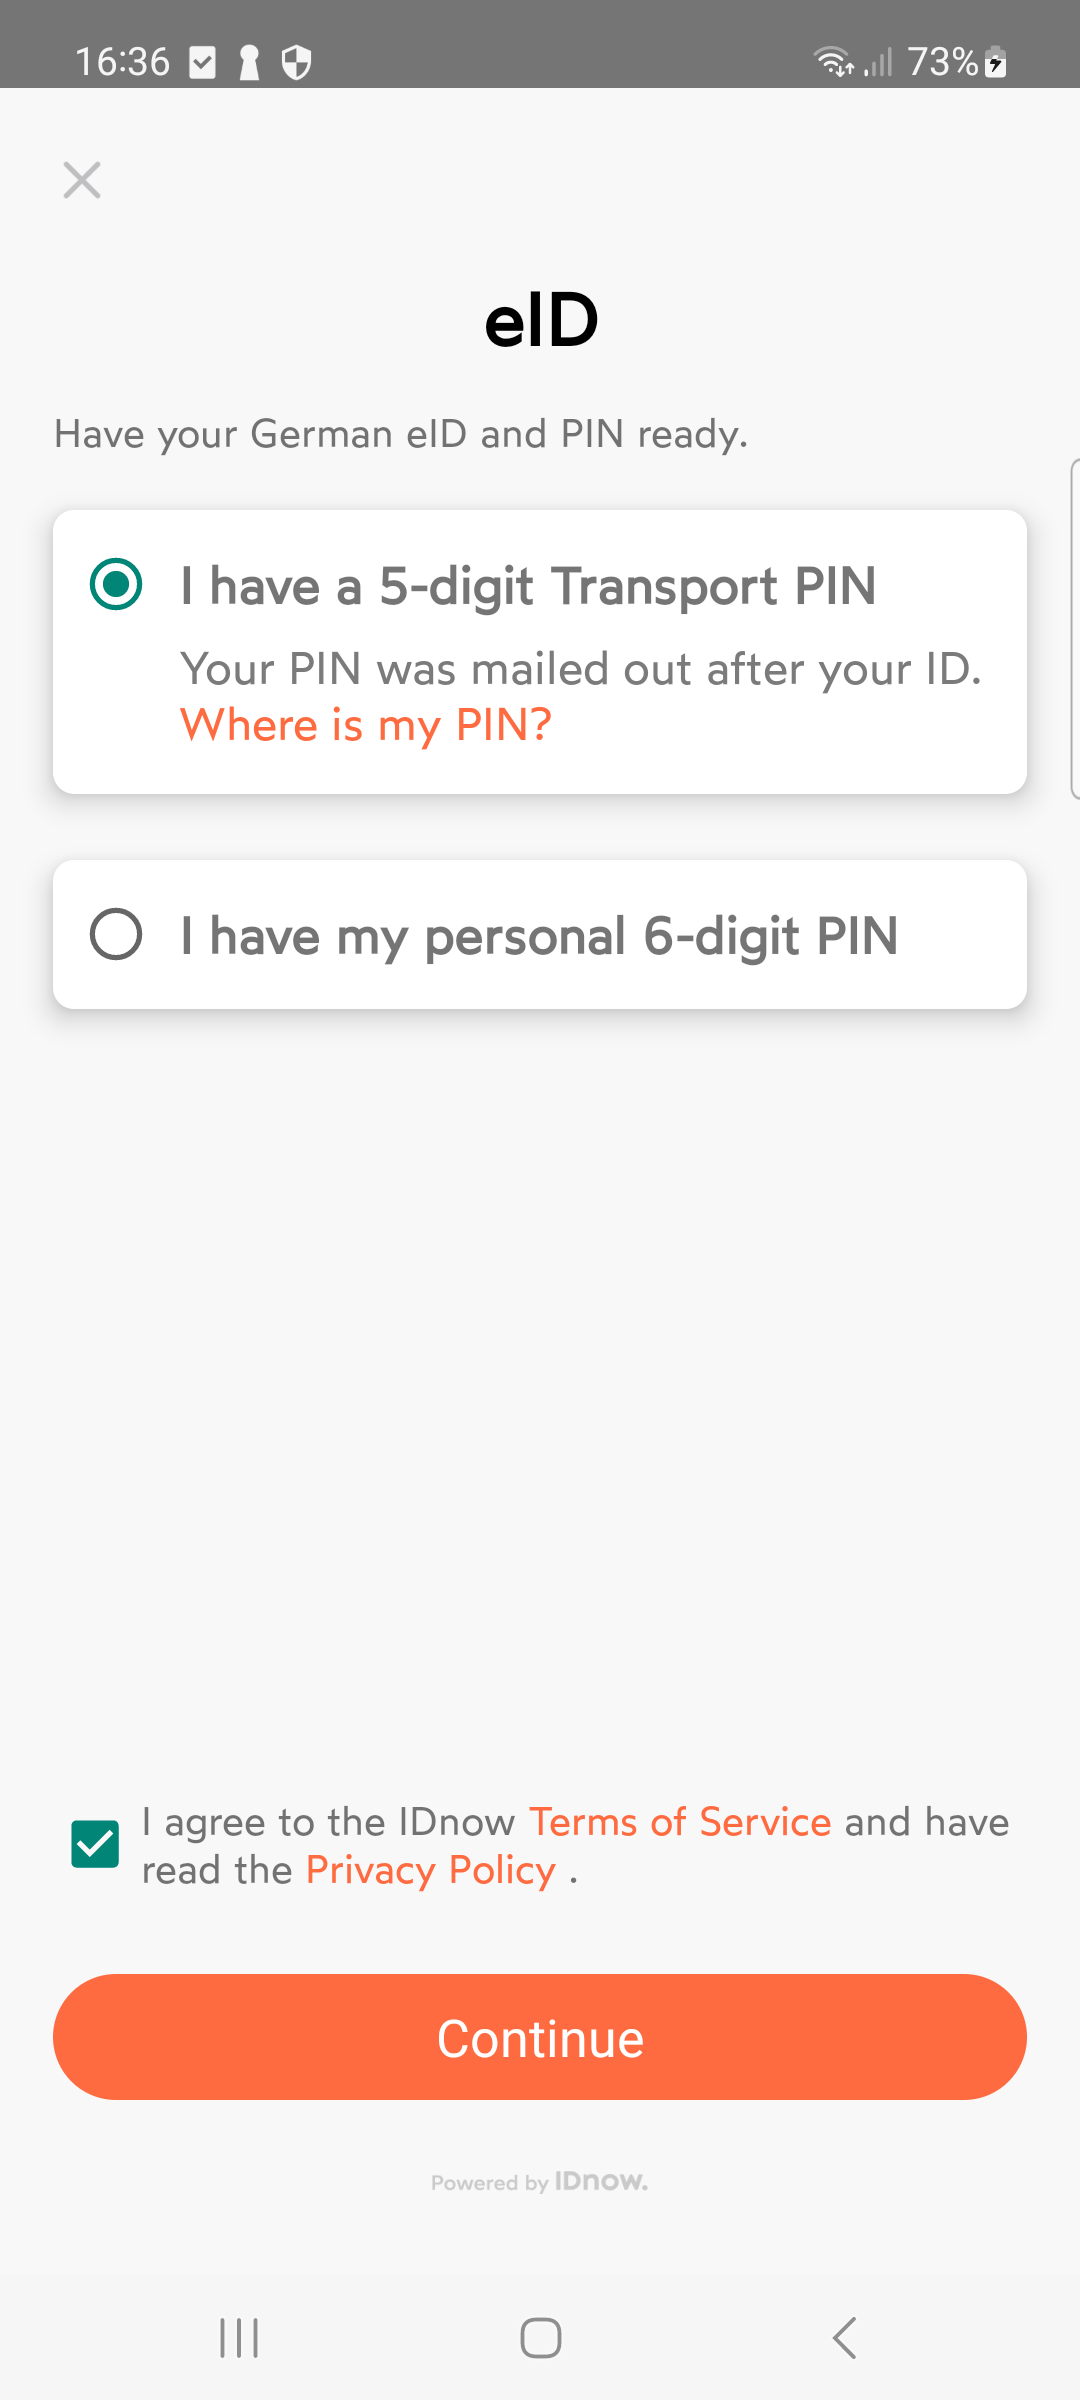 16:36
73%
eID
Have your German eID and PIN ready.
I have a 5-digit Transport PIN
Your PIN was mailed out after your ID.
Where is my PIN?
I have my personal 6-digit PIN
I agree to the IDnow Terms of Service and have
read the Privacy Policy .
Continue
Powered by IDnow.